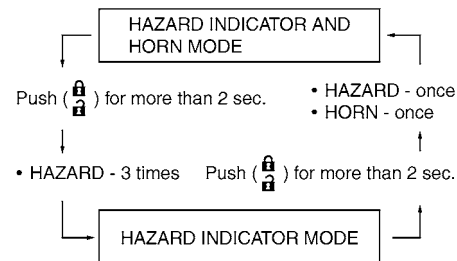 HAZARD INDICATOR AND
HORN MODE
Push (🔒🔓) for more than 2 sec.
• HAZARD - once
• HORN - once
• HAZARD - 3 times
Push (🔒🔓) for more than 2 sec.
HAZARD INDICATOR MODE